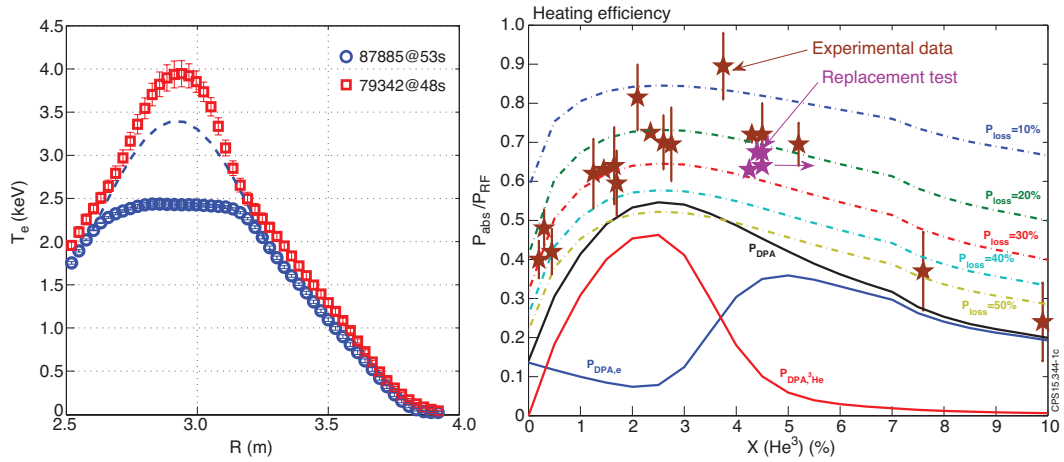 4.5
4.0
3.5
3.0
2.5
2.0
1.5
1.0
0.5
0
T_e (keV)
2.5
3.0
3.5
4.0
R (m)
87885@53s
79342@48s
Heating efficiency
1.0
0.9
0.8
0.7
0.6
0.5
0.4
0.3
0.2
0.1
0
P_abs/P_RF
Experimental data
Replacement test
P_loss=10%
P_loss=20%
P_loss=30%
P_loss=40%
P_loss=50%
P_DPA
P_DPA,e
P_DPA,³He
0
1
2
3
4
5
6
7
8
9
10
X (He³) (%)
CPS15.344-1c